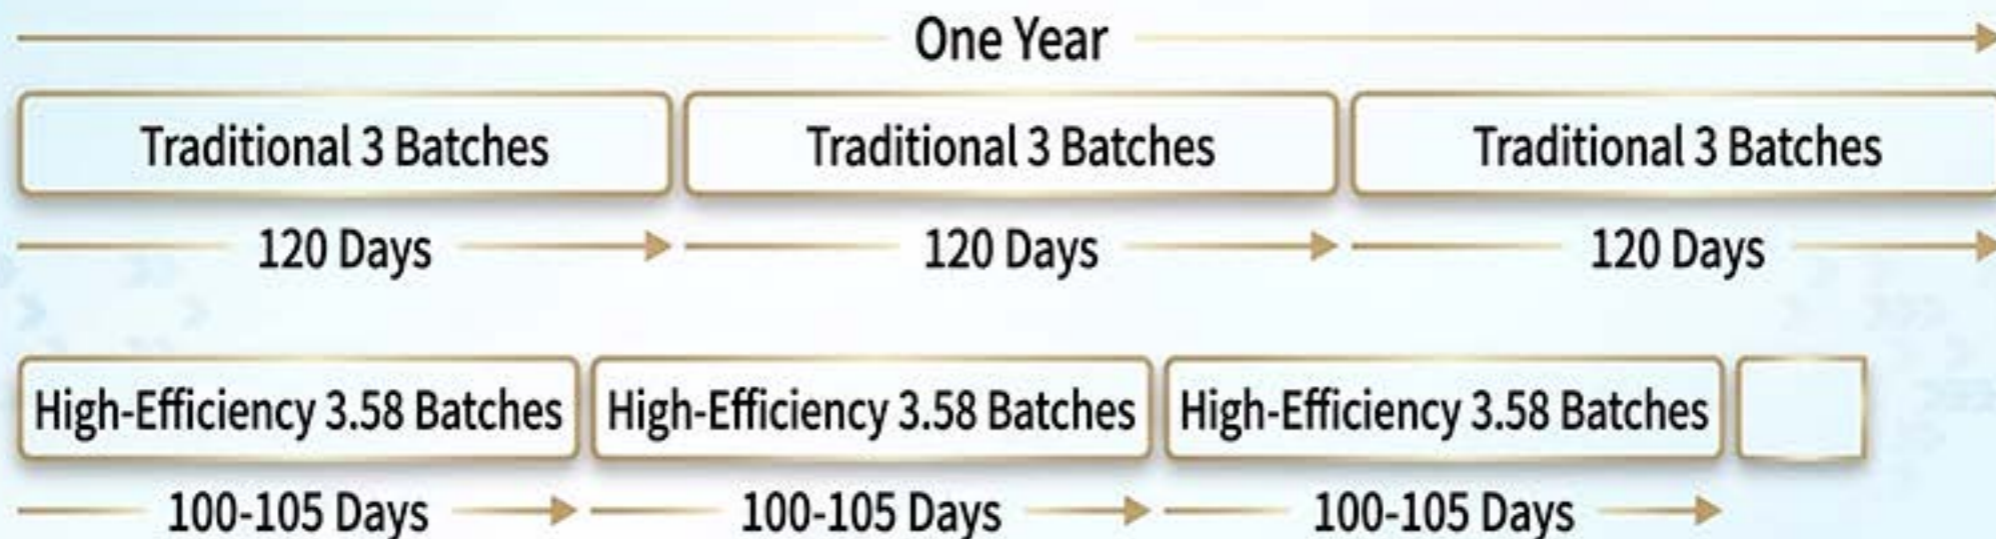 One Year
Traditional 3 Batches Traditional 3 Batches Traditional 3 Batches
120 Days 120 Days 120 Days
High-Efficiency 3.58 Batches High-Efficiency 3.58 Batches High-Efficiency 3.58 Batches
100-105 Days 100-105 Days 100-105 Days